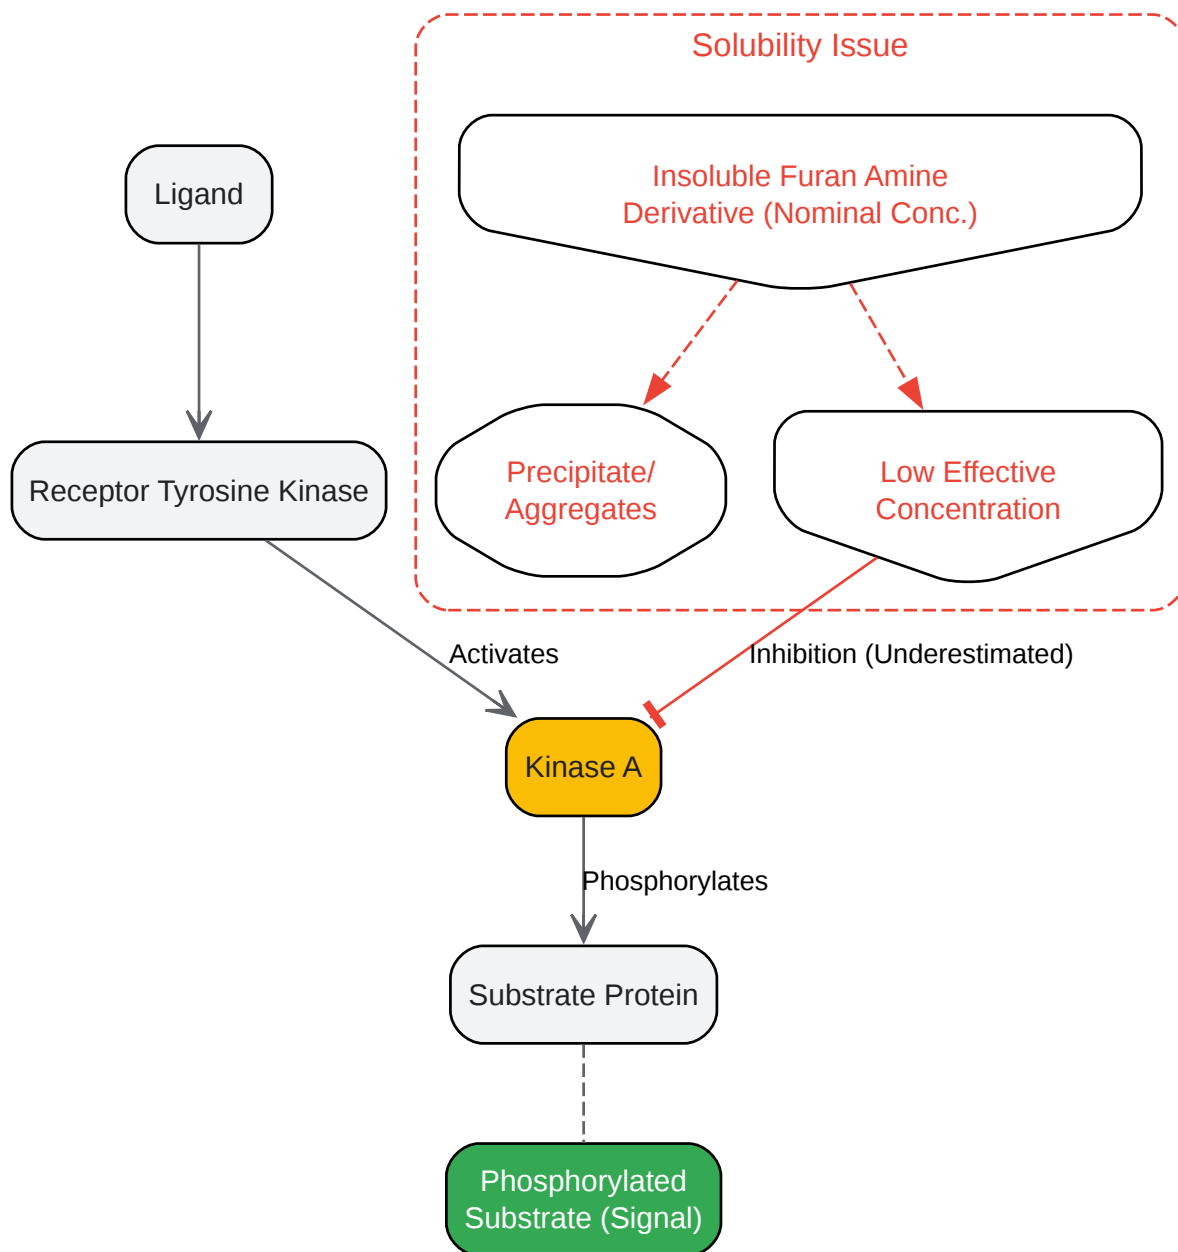 Solubility Issue
Insoluble Furan Amine
Derivative (Nominal Conc.)
Ligand
Receptor Tyrosine Kinase
Precipitate/
Aggregates
Low Effective
Concentration
Activates
Inhibition (Underestimated)
Kinase A
Phosphorylates
Substrate Protein
Phosphorylated
Substrate (Signal)